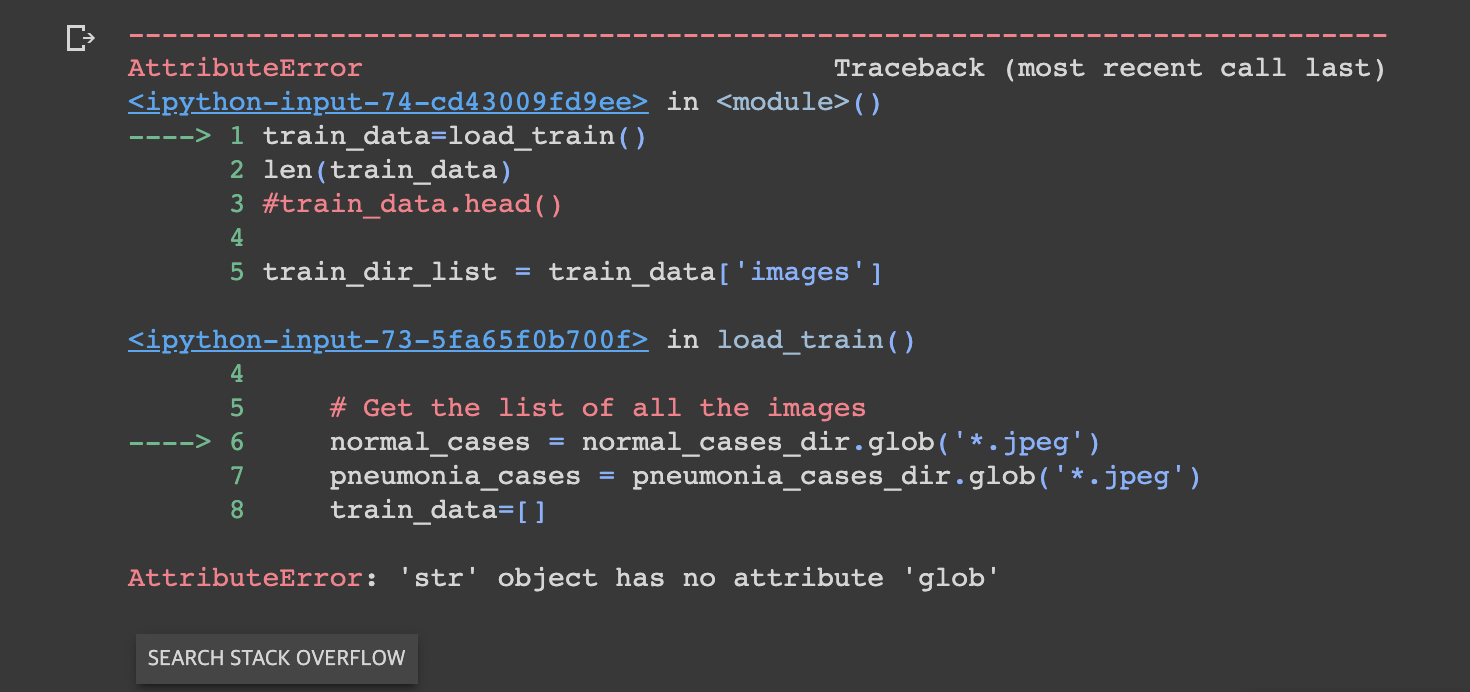 ---------------------------------------------------------------------------
AttributeError                            Traceback (most recent call last)
<ipython-input-74-cd43009fd9ee> in <module>()
----> 1 train_data=load_train()
      2 len(train_data)
      3 #train_data.head()
      4
      5 train_dir_list = train_data['images']
<ipython-input-73-5fa65f0b700f> in load_train()
      4
      5     # Get the list of all the images
----> 6     normal_cases = normal_cases_dir.glob('*.jpeg')
      7     pneumonia_cases = pneumonia_cases_dir.glob('*.jpeg')
      8     train_data=[]
AttributeError: 'str' object has no attribute 'glob'
SEARCH STACK OVERFLOW